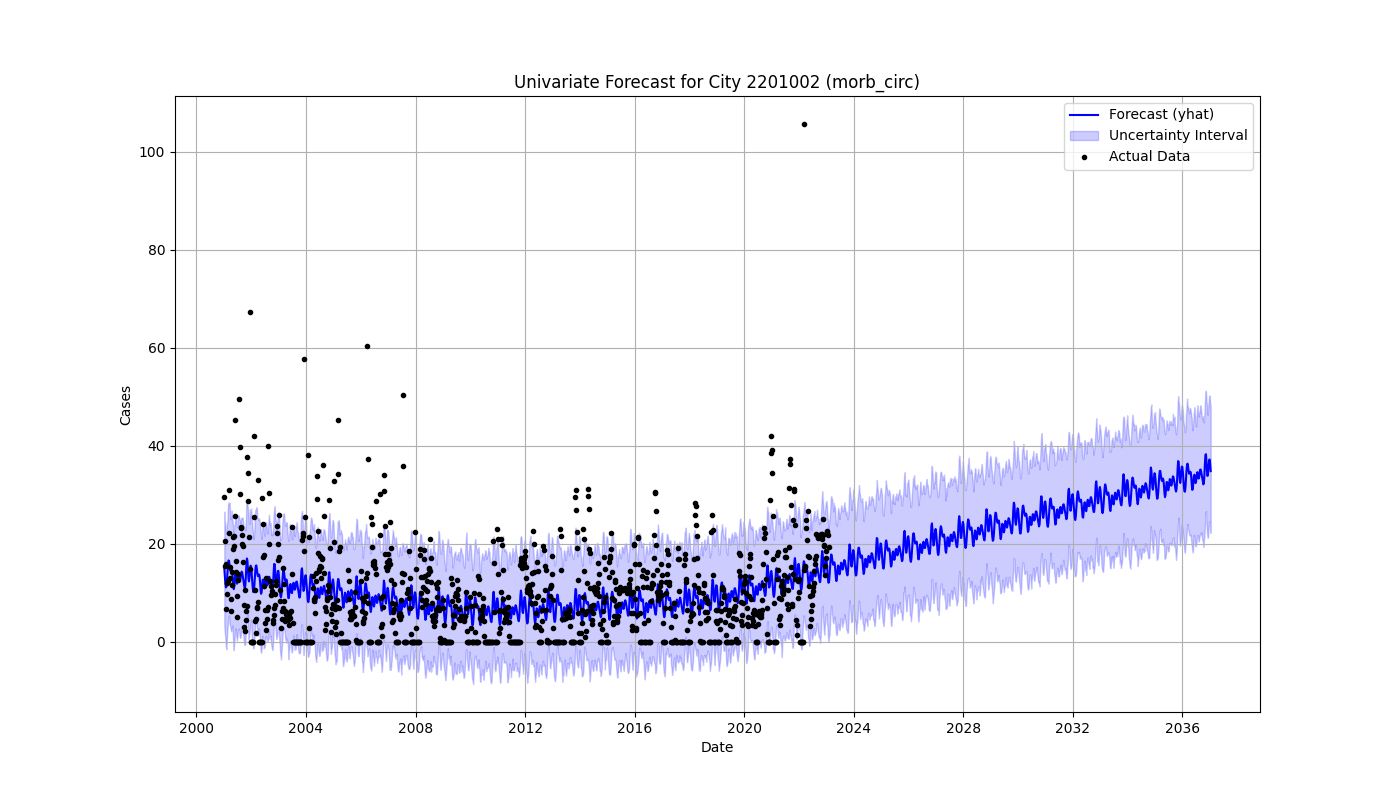 Univariate Forecast for City 2201002 (morb_circ)
Forecast (yhat)
Uncertainty Interval
Actual Data
100
80
60
40
20
0
Cases
2000 2004 2008 2012 2016 2020 2024 2028 2032 2036
Date